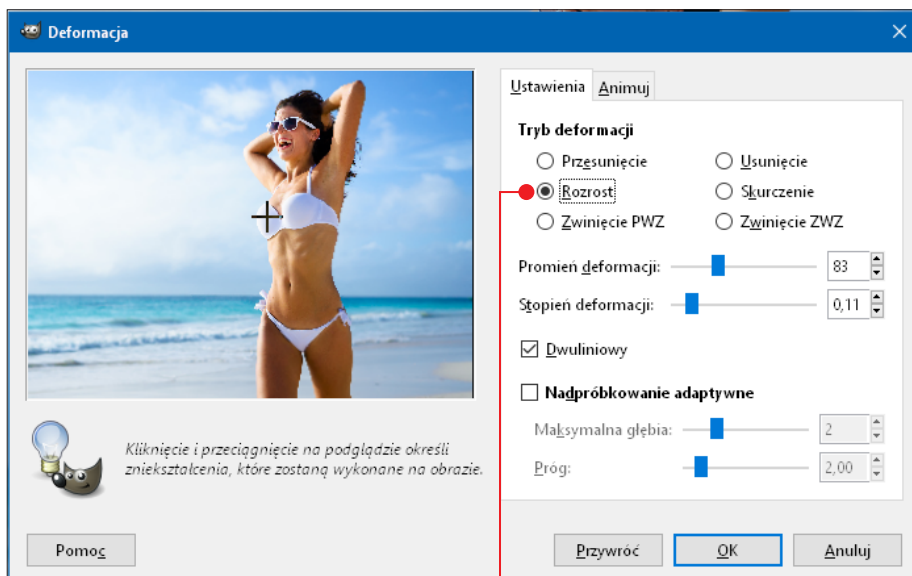 Deformacja
Ustawienia Animuj
Tryb deformacji
Przesunięcie Usunięcie
Rozrost Skurczenie
Zwinięcie PWZ Zwinięcie ZWZ
Promień deformacji: 83
Stopień deformacji: 0,11
Dwuliniowy
Nadpróbkowanie adaptywne
Maksymalna głębia: 2
Próg: 2,00
Kliknięcie i przeciągnięcie na podglądzie określi
zniekształcenia, które zostaną wykonane na obrazie.
Pomoc Przywróć OK Anuluj